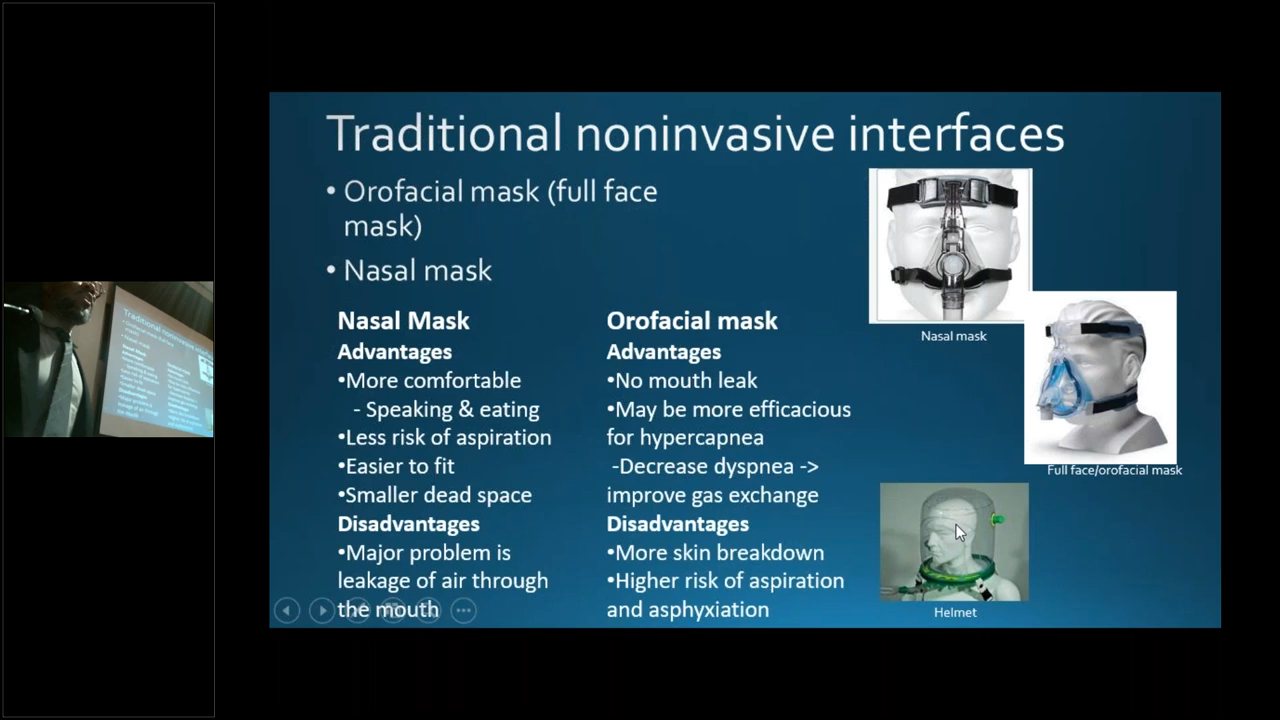 Traditional noninvasive interfaces
• Orofacial mask (full face
mask)
• Nasal mask
Nasal Mask
Advantages
•More comfortable
- Speaking & eating
•Less risk of aspiration
•Easier to fit
•Smaller dead space
Disadvantages
•Major problem is
leakage of air through
the mouth
Orofacial mask
Advantages
•No mouth leak
•May be more efficacious
for hypercapnea
-Decrease dyspnea ->
improve gas exchange
Disadvantages
•More skin breakdown
•Higher risk of aspiration
and asphyxiation
Nasal mask
Full face/orofacial mask
Helmet